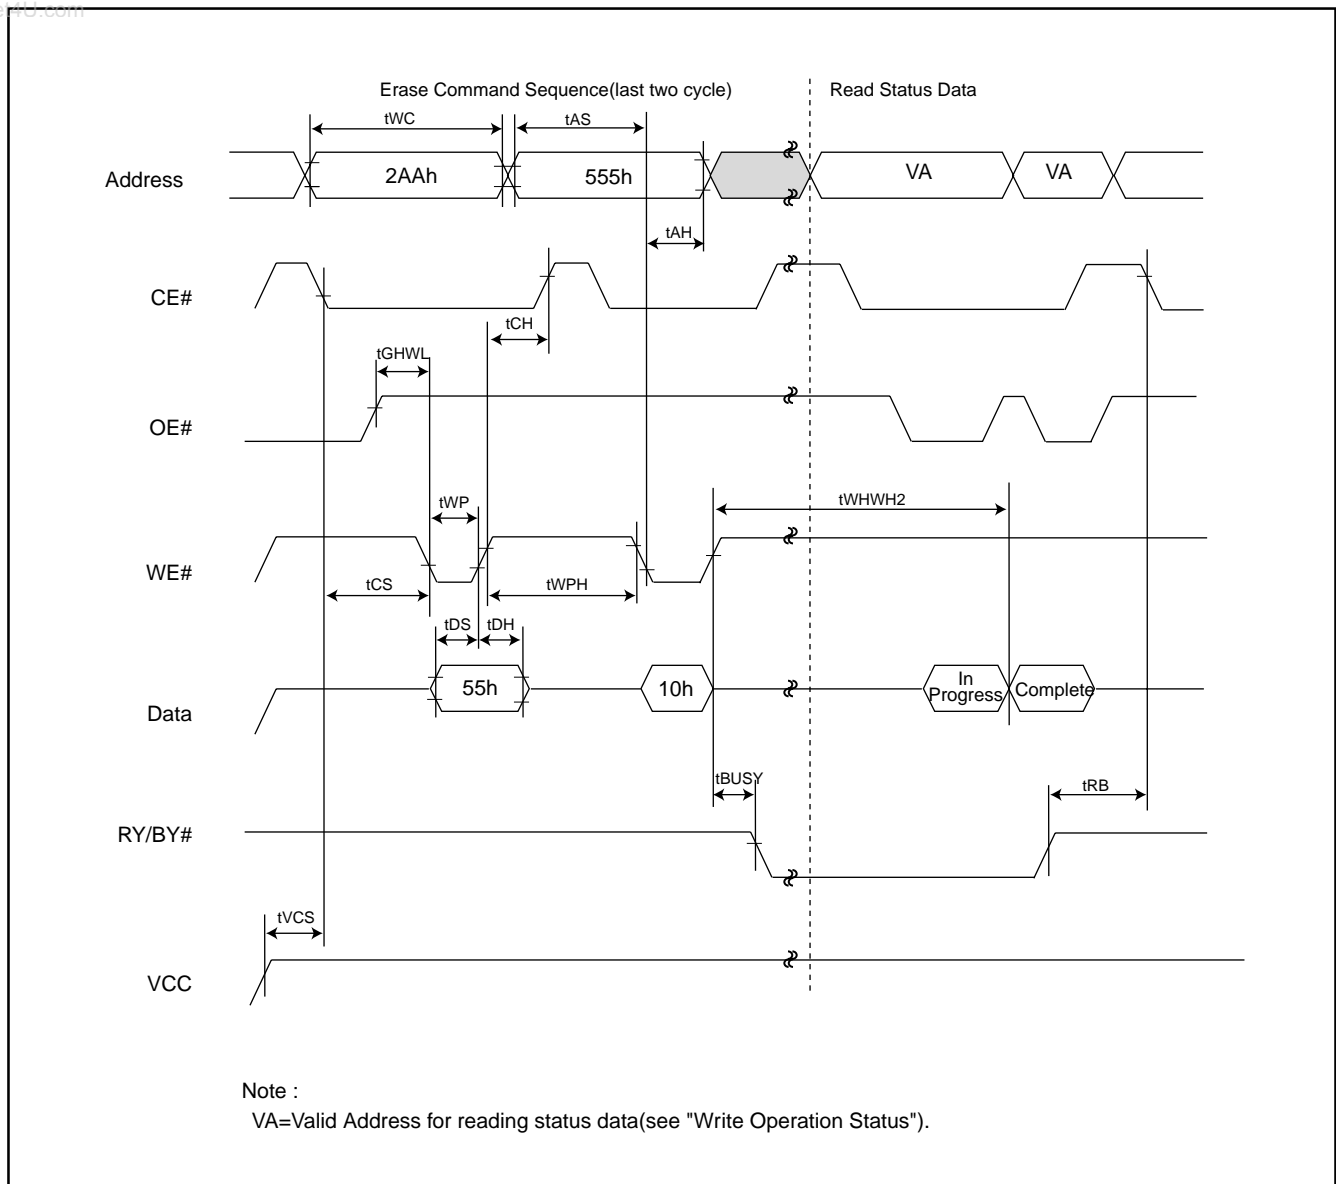 et4U.com
Erase Command Sequence(last two cycle)
Read Status Data
tWC
tAS
Address
2AAh
555h
VA
VA
tAH
CE#
tCH
tGHWL
OE#
tWP
tWHWH2
WE#
tCS
tWPH
tDS
tDH
Data
55h
10h
In
Progress
Complete
tBUSY
tRB
RY/BY#
tVCS
VCC
Note :
VA=Valid Address for reading status data(see "Write Operation Status").